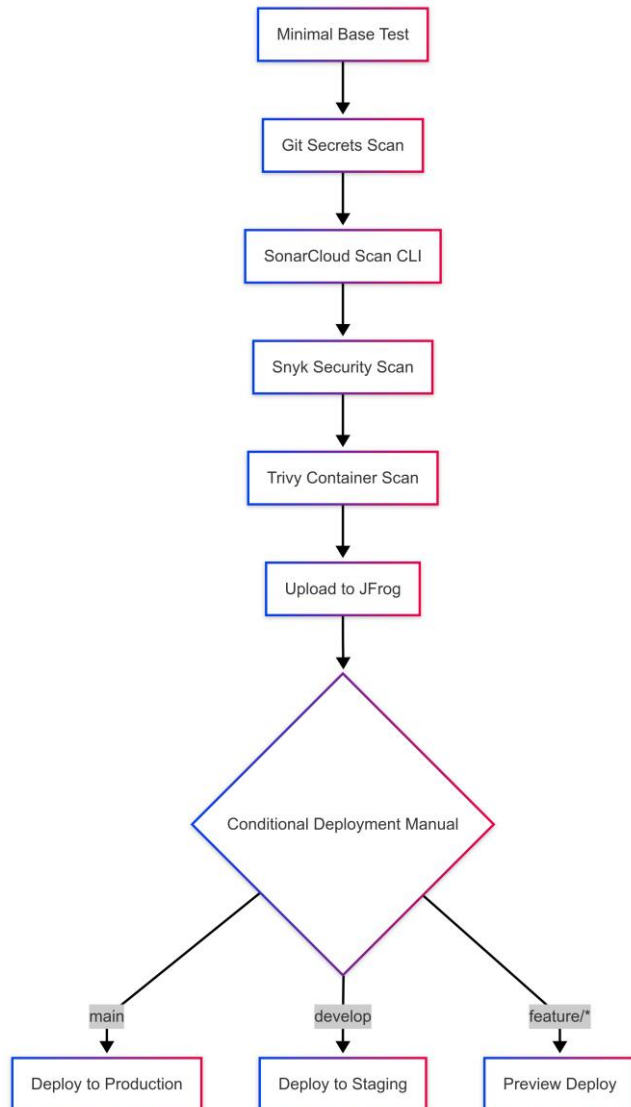 Minimal Base Test
Git Secrets Scan
SonarCloud Scan CLI
Snyk Security Scan
Trivy Container Scan
Upload to JFrog
Conditional Deployment Manual
main
develop
feature/*
Deploy to Production
Deploy to Staging
Preview Deploy